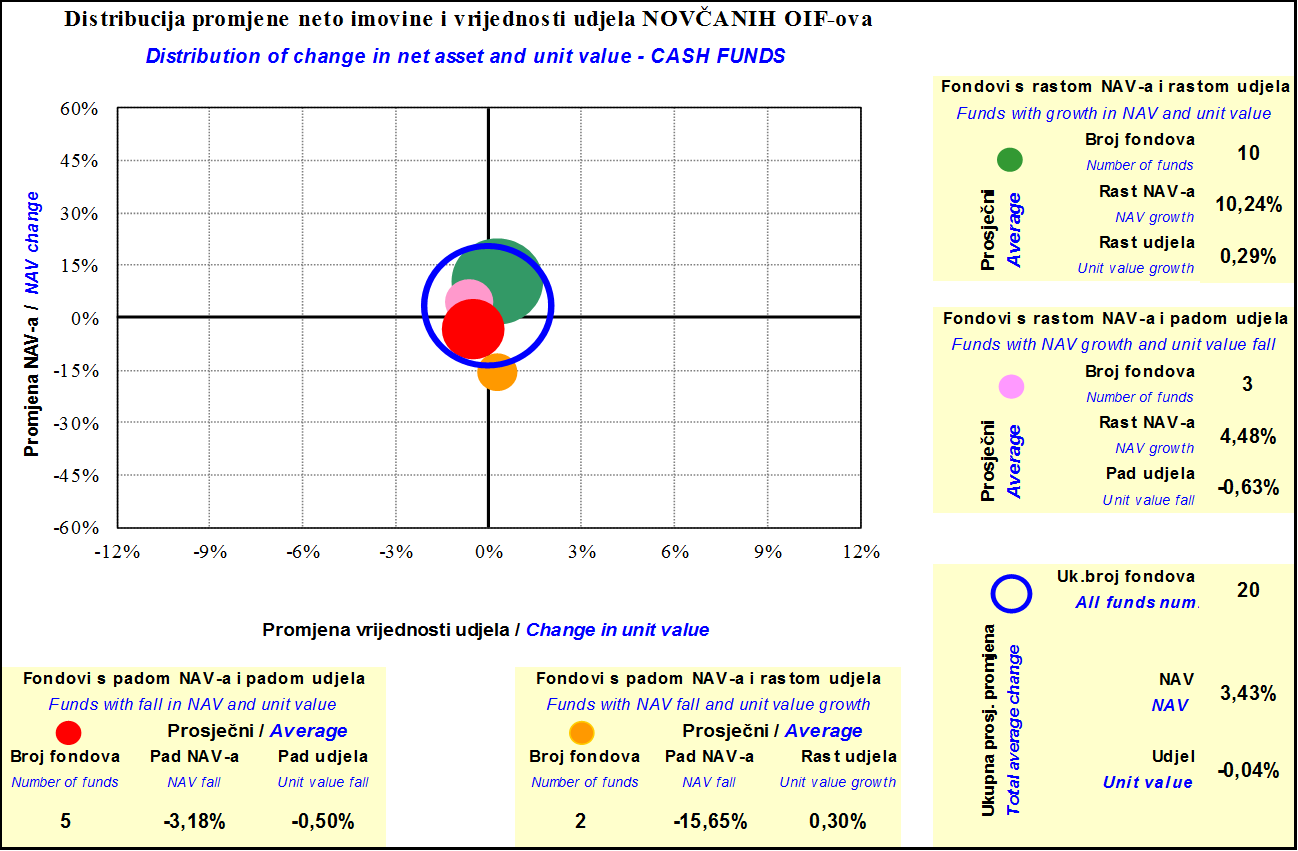 Distribucija promjene neto imovine i vrijednosti udjela NOVČANIH OIF-ova
Distribution of change in net asset and unit value - CASH FUNDS
60%
45%
30%
15%
0%
-15%
-30%
-45%
-60%
-12%
-9%
-6%
-3%
0%
3%
6%
9%
12%
Promjena NAV-a / NAV change
Promjena vrijednosti udjela / Change in unit value
Fondovi s rastom NAV-a i rastom udjela
Funds with growth in NAV and unit value
Broj fondova
Number of funds
10
Prosječni
Average
Rast NAV-a
NAV growth
10,24%
Rast udjela
Unit value growth
0,29%
Fondovi s rastom NAV-a i padom udjela
Funds with NAV growth and unit value fall
Broj fondova
Number of funds
3
Prosječni
Average
Rast NAV-a
NAV growth
4,48%
Pad udjela
Unit value fall
-0,63%
Uk.broj fondova
All funds num.
20
Ukupna prosj. promjena
Total average change
NAV
NAV
3,43%
Udjel
Unit value
-0,04%
Fondovi s padom NAV-a i padom udjela
Funds with fall in NAV and unit value
Prosječni / Average
Broj fondova Pad NAV-a Pad udjela
Number of funds NAV fall Unit value fall
5 -3,18% -0,50%
Fondovi s padom NAV-a i rastom udjela
Funds with NAV fall and unit value growth
Prosječni / Average
Broj fondova Pad NAV-a Rast udjela
Number of funds NAV fall Unit value growth
2 -15,65% 0,30%